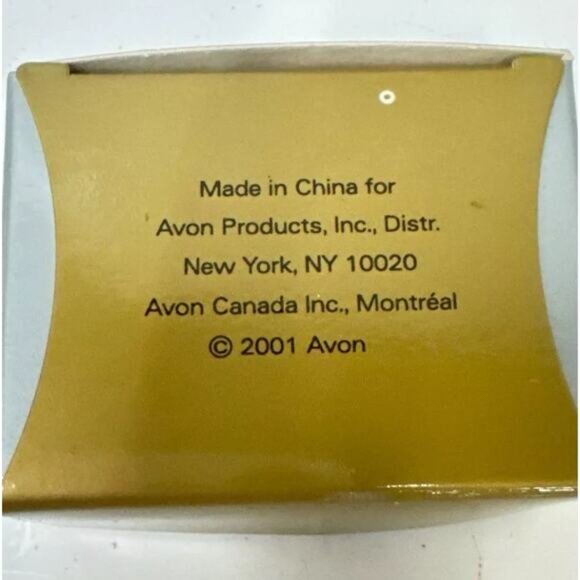 Made in China for
Avon Products, Inc., Distr.
New York, NY 10020
Avon Canada Inc., Montréal
© 2001 Avon